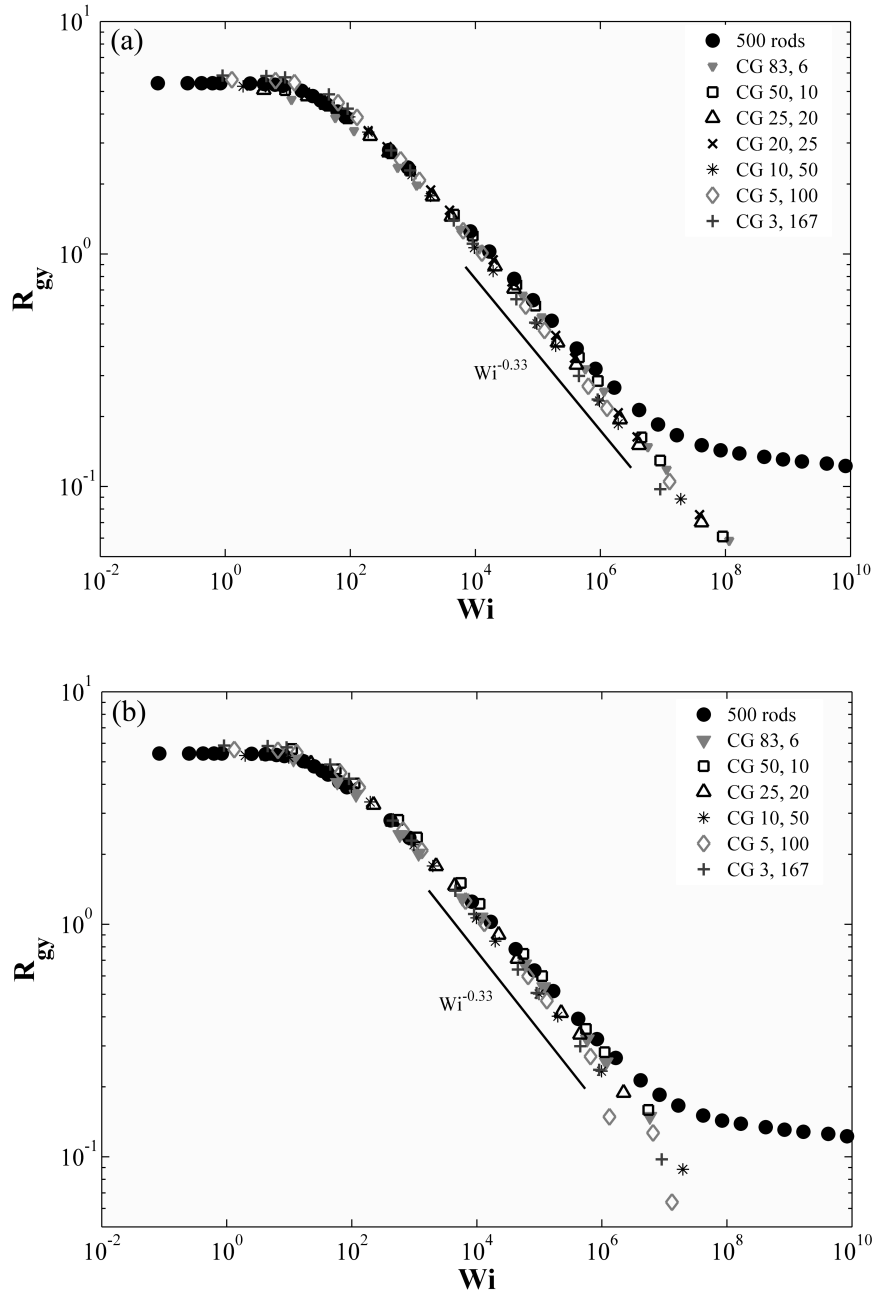 (a)
10^1
10^0
10^-1
R_gy
500 rods
CG 83, 6
CG 50, 10
CG 25, 20
CG 20, 25
CG 10, 50
CG 5, 100
CG 3, 167
Wi^-0.33
10^-2 10^0 10^2 10^4 10^6 10^8 10^10
Wi
(b)
10^1
10^0
10^-1
R_gy
500 rods
CG 83, 6
CG 50, 10
CG 25, 20
CG 10, 50
CG 5, 100
CG 3, 167
Wi^-0.33
10^-2 10^0 10^2 10^4 10^6 10^8 10^10
Wi